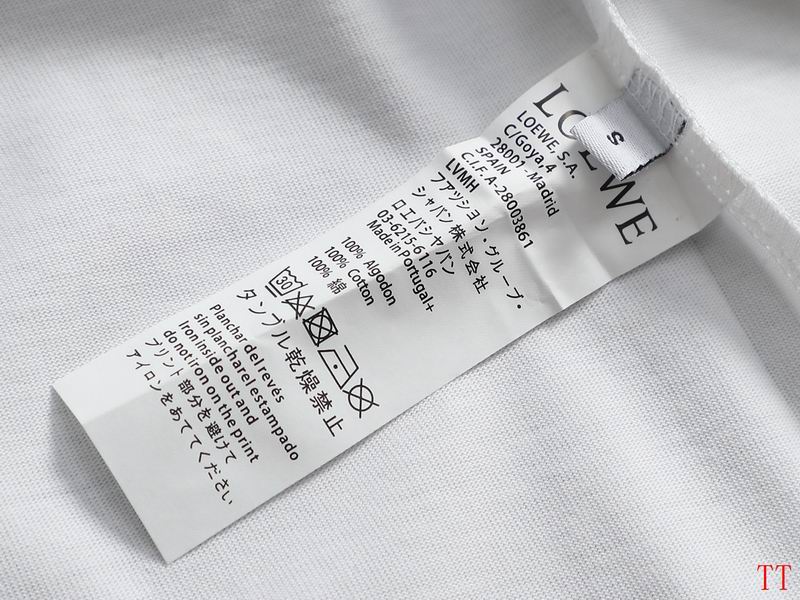 LOEWE
S
LOEWE, S.A.
C/Goya,4
28001-Madrid
SPAIN
C.I.F. A-28003861
LVMH
ファッション・グループ・
ジャパン株式会社
ロエベジャパン
03-6215-6116
Made in Portugal+
100% Algodon
100% Cotton
100% 綿
30
タンブル乾燥禁止
Planchar del revés
sin planchar el estampado
Iron inside out and
do not iron on the print
プリント部分を避けて
アイロンをあててください
TT